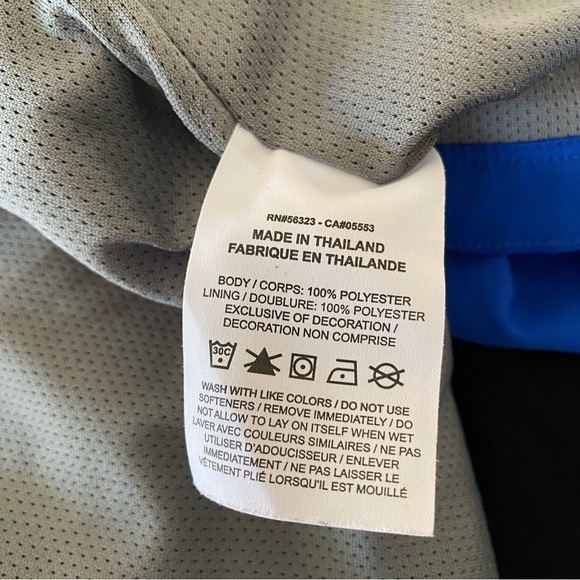 RN#56323 - CA#05553
MADE IN THAILAND
FABRIQUE EN THAILANDE
BODY / CORPS: 100% POLYESTER
LINING / DOUBLURE: 100% POLYESTER
EXCLUSIVE OF DECORATION /
DECORATION NON COMPRISE
30C
WASH WITH LIKE COLORS / DO NOT USE
SOFTENERS / REMOVE IMMEDIATELY / DO
NOT ALLOW TO LAY ON ITSELF WHEN WET
LAVER AVEC COULEURS SIMILAIRES / NE PAS
UTILISER D'ADOUCISSEUR / ENLEVER
IMMEDIATEMENT / NE PAS LAISSER LE
VÊTEMENT PLIÉ LORSQU'IL EST MOUILLÉ